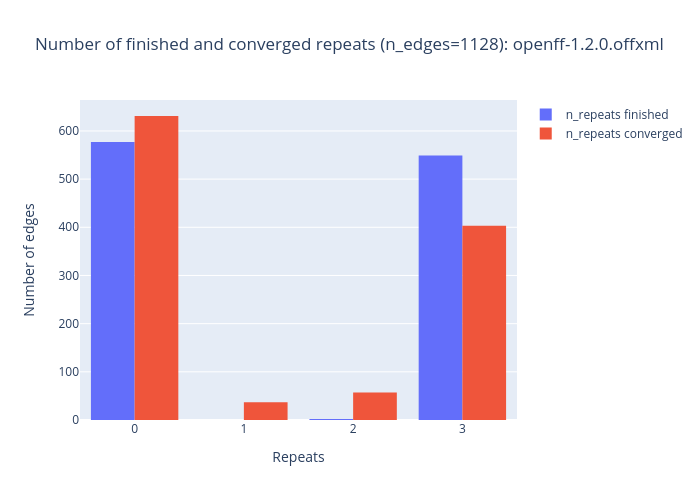 Number of finished and converged repeats (n_edges=1128): openff-1.2.0.offxml
n_repeats finished
n_repeats converged
600
500
400
300
200
100
0
Number of edges
0 1 2 3
Repeats